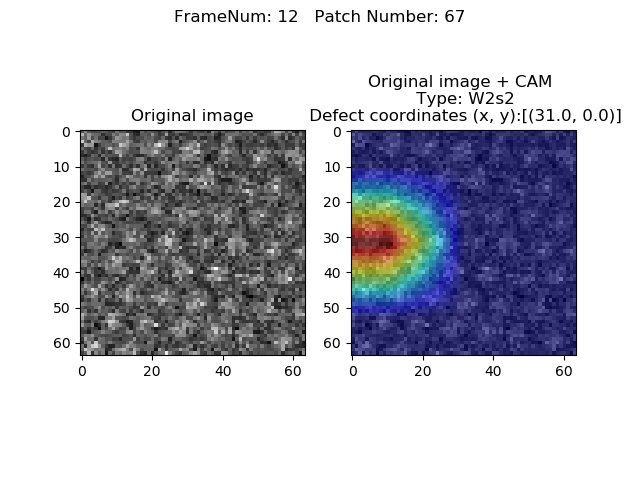 FrameNum: 12   Patch Number: 67
Original image
Original image + CAM
Type: W2s2
Defect coordinates (x, y):[(31.0, 0.0)]
0
10
20
30
40
50
60
0 20 40 60
0
10
20
30
40
50
60
0 20 40 60